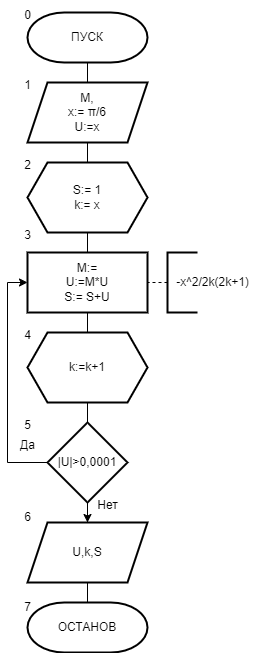 0
ПУСК
1
M,
x:= π/6
U:=x
2
S:= 1
k:= x
3
M:=
U:=M*U
S:= S+U
-x^2/2k(2k+1)
4
k:=k+1
5
Да
|U|>0,0001
Нет
6
U,k,S
7
ОСТАНОВ